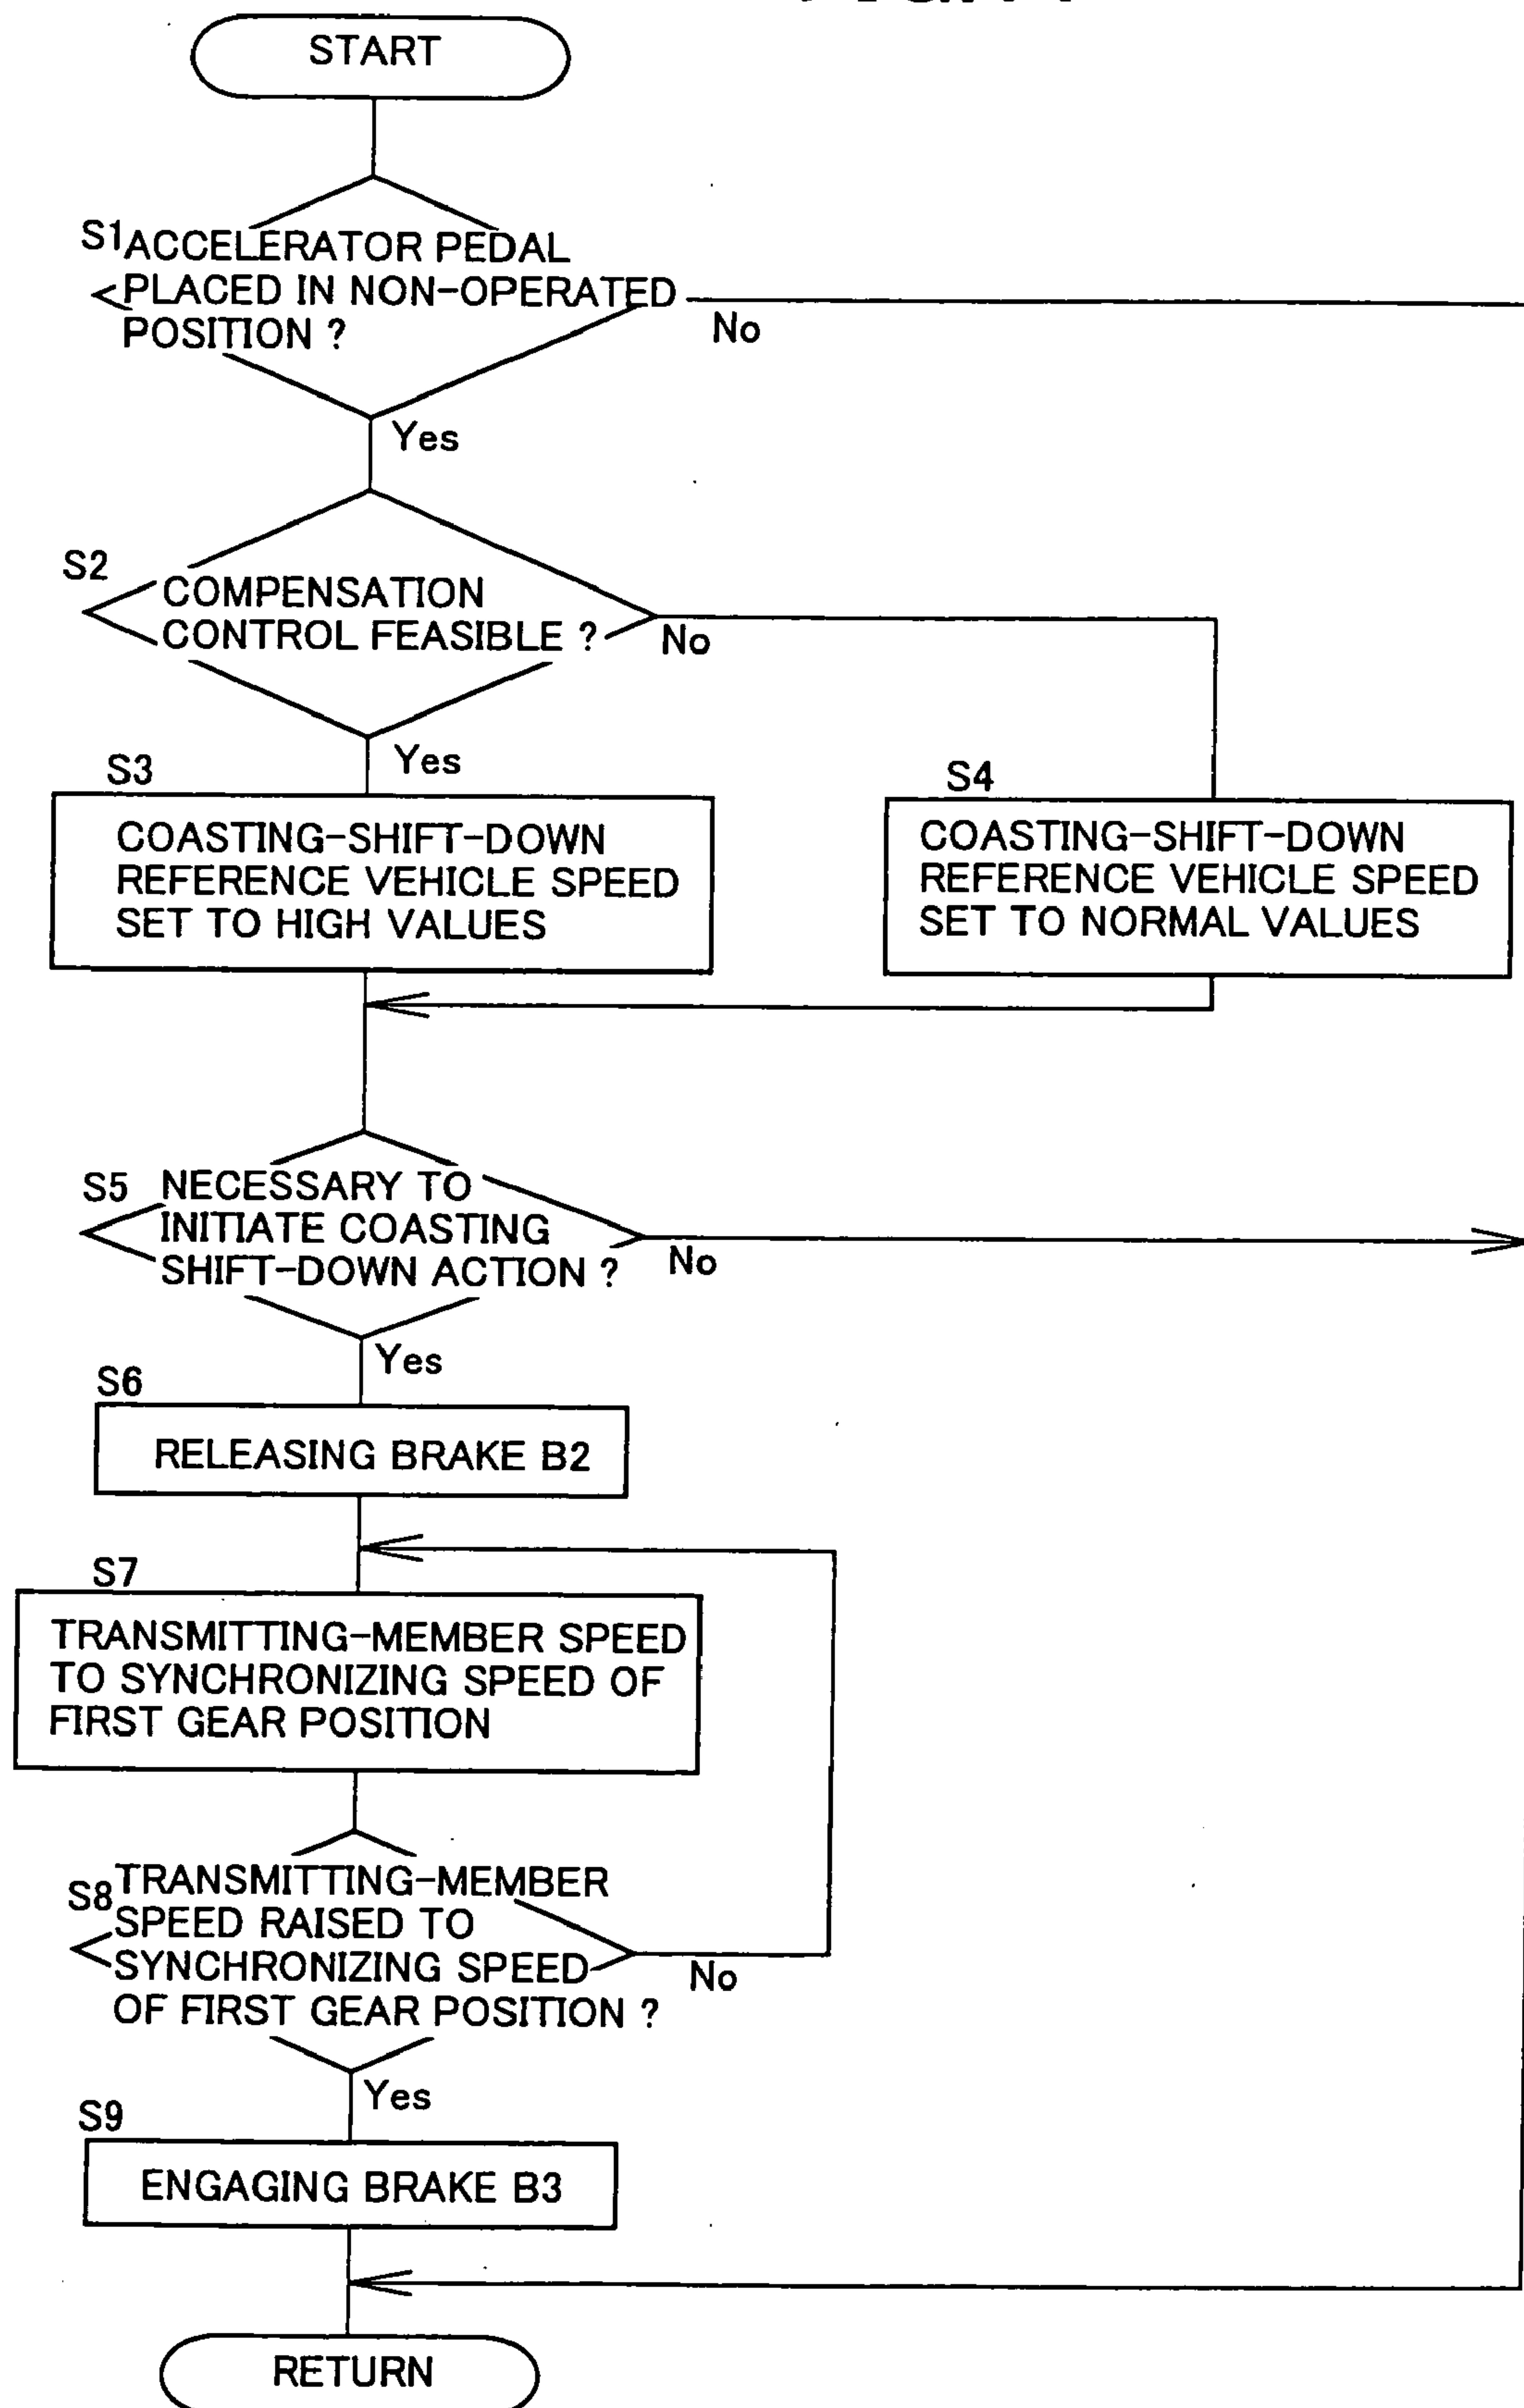 START
S1
ACCELERATOR PEDAL
PLACED IN NON-OPERATED
POSITION ?
No
Yes
S2
COMPENSATION
CONTROL FEASIBLE ?
No
Yes
S3
COASTING-SHIFT-DOWN
REFERENCE VEHICLE SPEED
SET TO HIGH VALUES
S4
COASTING-SHIFT-DOWN
REFERENCE VEHICLE SPEED
SET TO NORMAL VALUES
S5
NECESSARY TO
INITIATE COASTING
SHIFT-DOWN ACTION ?
No
Yes
S6
RELEASING BRAKE B2
S7
TRANSMITTING-MEMBER SPEED
TO SYNCHRONIZING SPEED OF
FIRST GEAR POSITION
S8
TRANSMITTING-MEMBER
SPEED RAISED TO
SYNCHRONIZING SPEED
OF FIRST GEAR POSITION ?
No
Yes
S9
ENGAGING BRAKE B3
RETURN